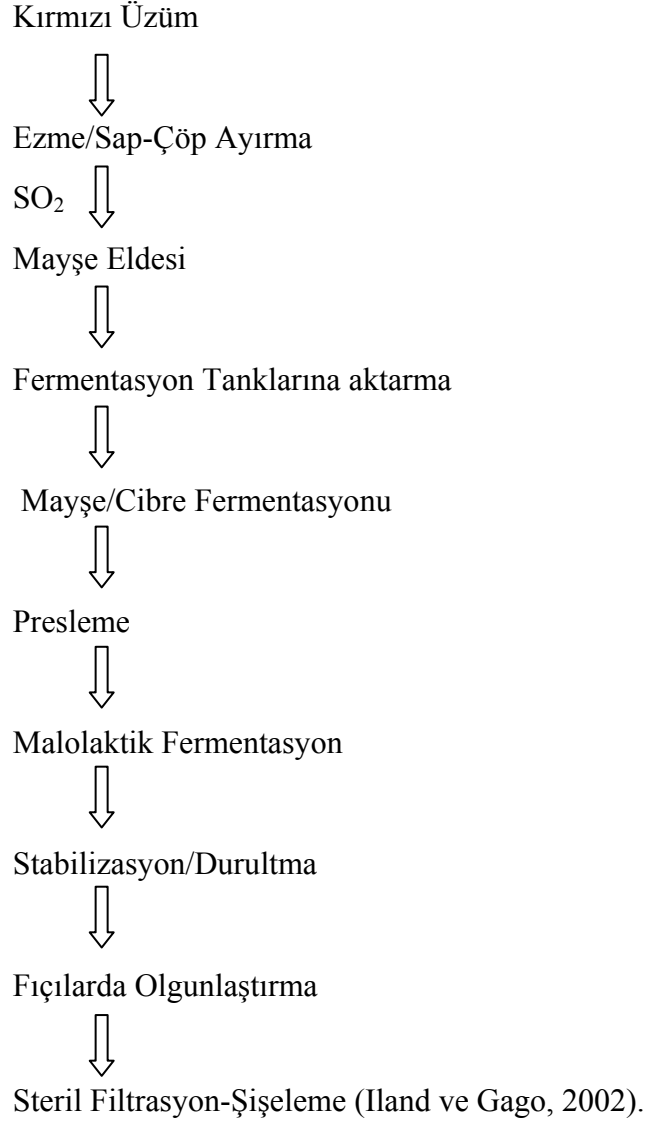 Kırmızı Üzüm
Ezme/Sap-Çöp Ayırma
SO₂
Mayşe Eldesi
Fermentasyon Tanklarına aktarma
Mayşe/Cibre Fermentasyonu
Presleme
Malolaktik Fermentasyon
Stabilizasyon/Durultma
Fıçılarda Olgunlaştırma
Steril Filtrasyon-Şişeleme (Iland ve Gago, 2002).